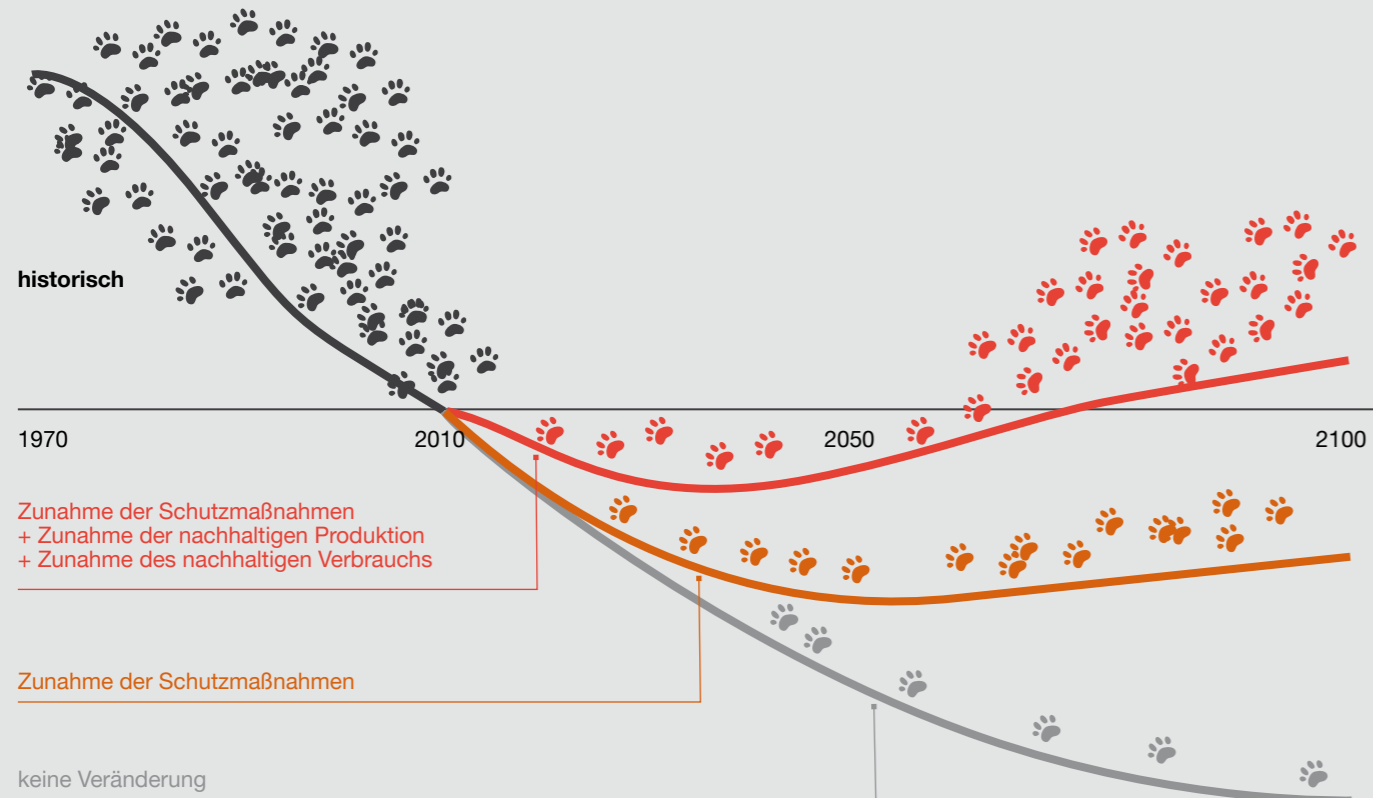 historisch
1970
2010
2050
2100
Zunahme der Schutzmaßnahmen
+ Zunahme der nachhaltigen Produktion
+ Zunahme des nachhaltigen Verbrauchs
Zunahme der Schutzmaßnahmen
keine Veränderung